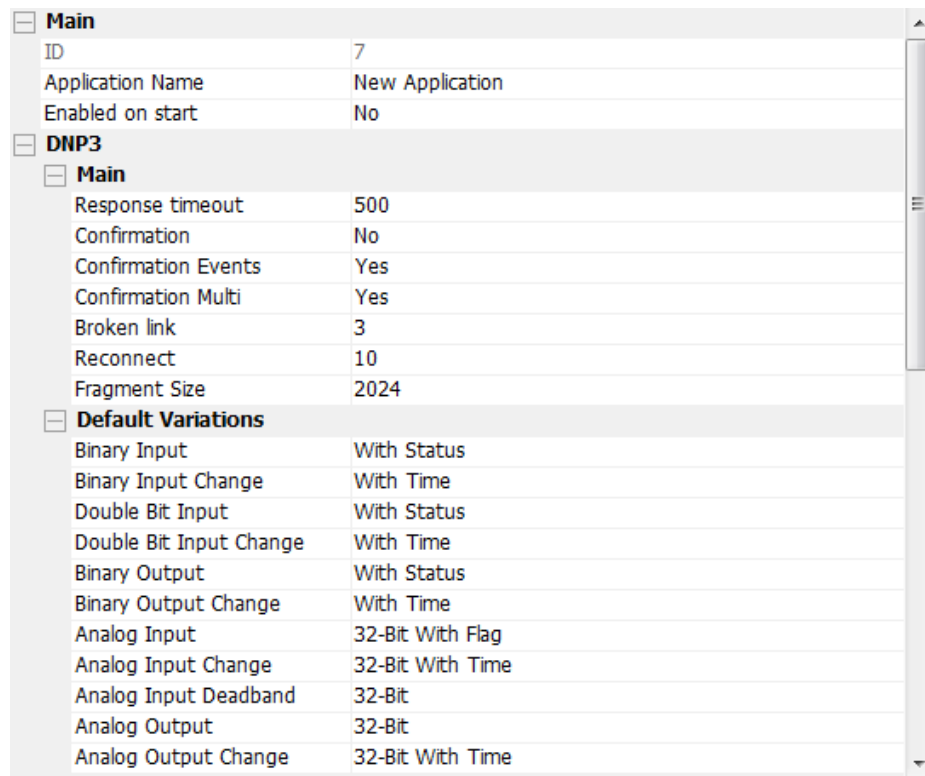 Main
ID 7
Application Name New Application
Enabled on start No
DNP3
Main
Response timeout 500
Confirmation No
Confirmation Events Yes
Confirmation Multi Yes
Broken link 3
Reconnect 10
Fragment Size 2024
Default Variations
Binary Input With Status
Binary Input Change With Time
Double Bit Input With Status
Double Bit Input Change With Time
Binary Output With Status
Binary Output Change With Time
Analog Input 32-Bit With Flag
Analog Input Change 32-Bit With Time
Analog Input Deadband 32-Bit
Analog Output 32-Bit
Analog Output Change 32-Bit With Time